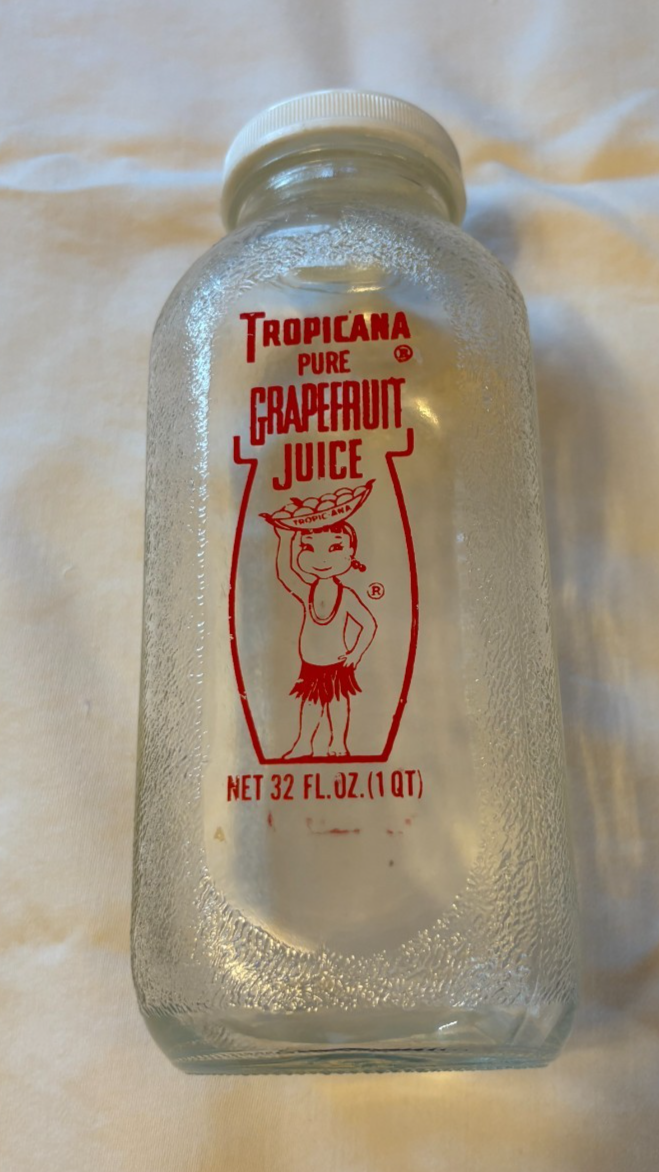 TROPICANA ®
PURE
GRAPEFRUIT
JUICE
TROPIC-ANA
®
NET 32 FL.OZ.(1 QT)